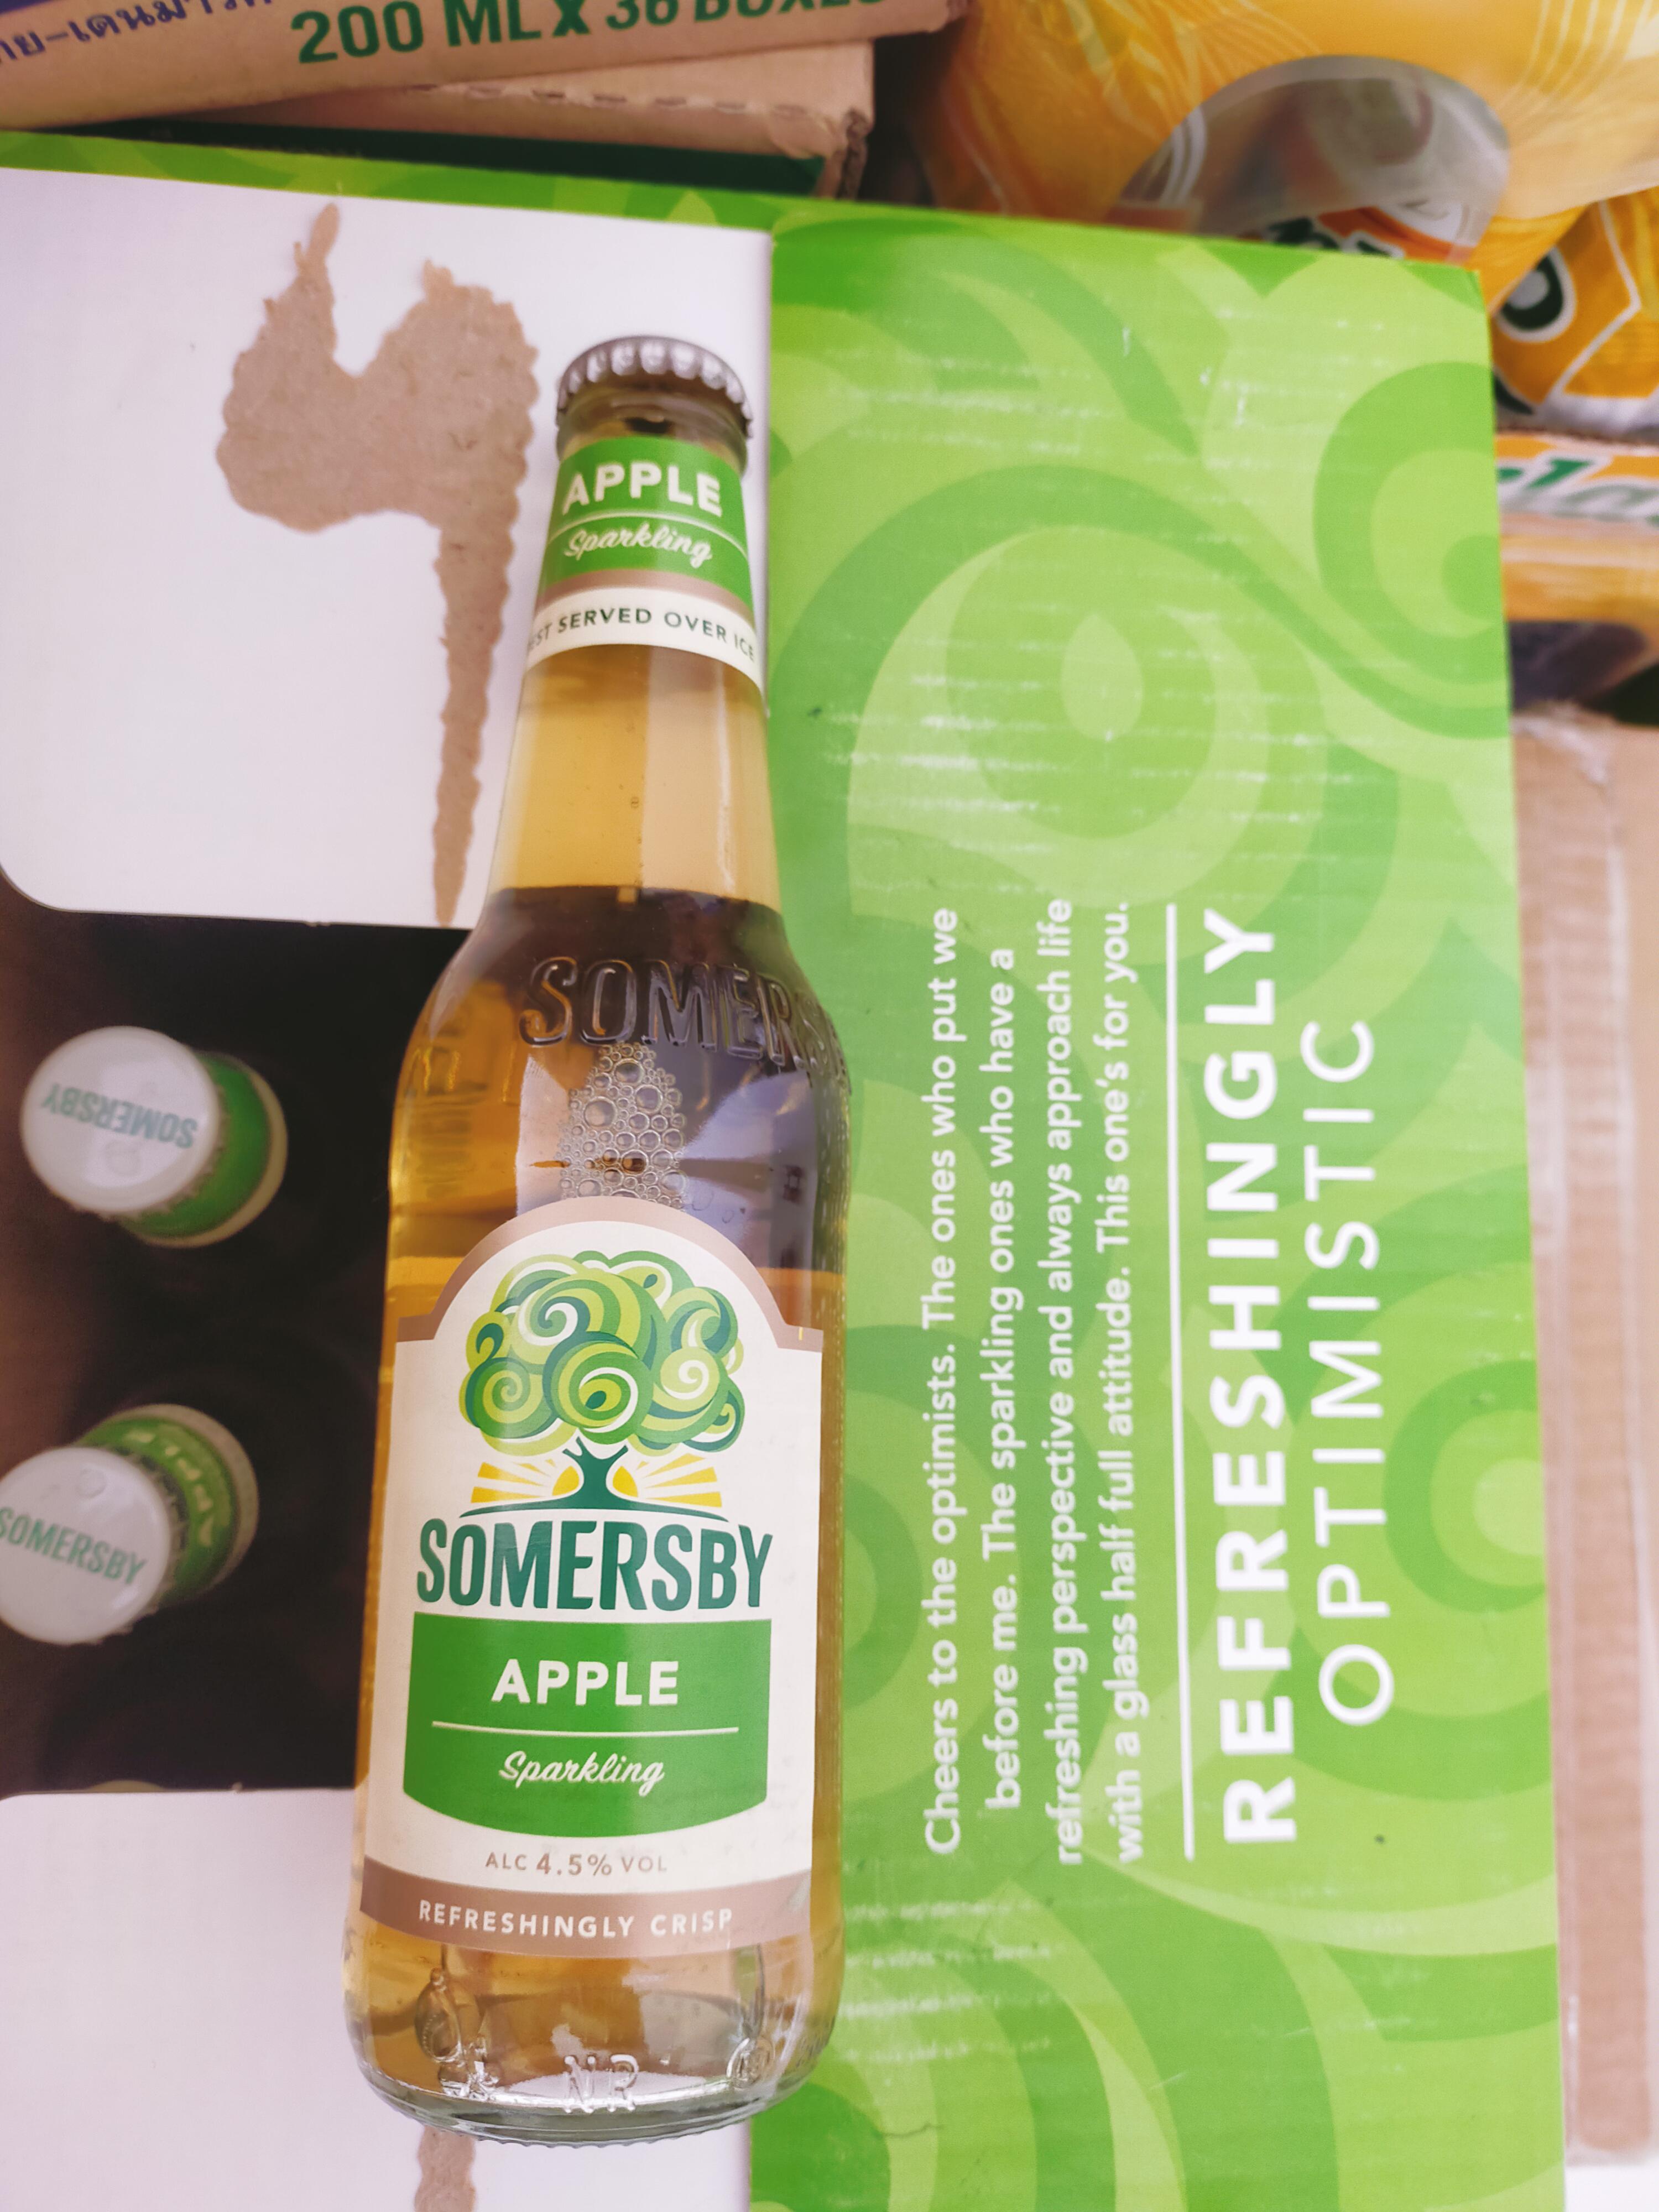 200 ML X 36 BOXES
APPLE
Sparkling
SERVED OVER ICE
SOMERSBY
APPLE
Sparkling
ALC 4.5% VOL
REFRESHINGLY CRISP
NR
SOMERSBY
SOMERSBY
Cheers to the optimists. The ones who put we
before me. The sparkling ones who have a
refreshing perspective and always approach life
with a glass half full attitude. This one's for you.
REFRESHINGLY
OPTIMISTIC